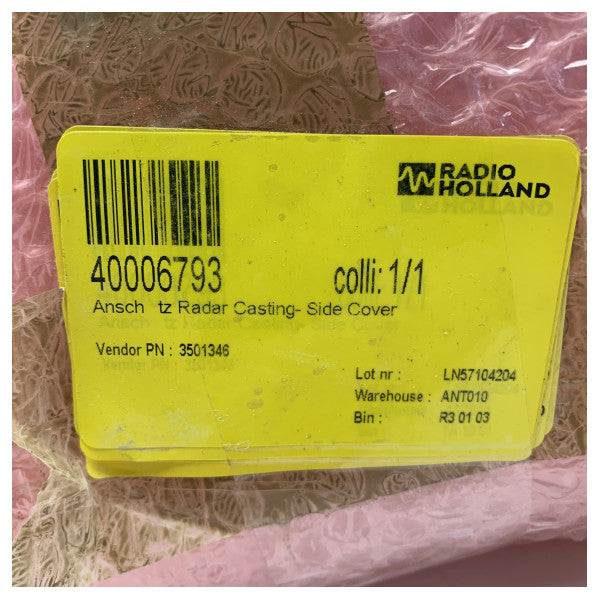 RADIO
HOLLAND
40006793 colli: 1/1
Ansch tz Radar Casting- Side Cover
Vendor PN : 3501346
Lot nr : LN57104204
Warehouse : ANT010
Bin : R3 01 03